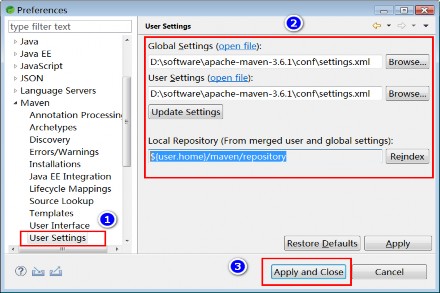 Preferences
type filter text
Java
Java EE
JavaScript
JSON
Language Servers
Maven
Annotation Processing
Archetypes
Discovery
Errors/Warnings
Installations
Java EE Integration
Lifecycle Mappings
Source Lookup
Templates
User Interface
User Settings
1
User Settings
2
Global Settings (open file):
D:\software\apache-maven-3.6.1\conf\settings.xml
Browse...
User Settings (open file):
D:\software\apache-maven-3.6.1\conf\settings.xml
Browse...
Update Settings
Local Repository (From merged user and global settings):
${user.home}/maven/repository
Reindex
Restore Defaults
Apply
3
Apply and Close
Cancel